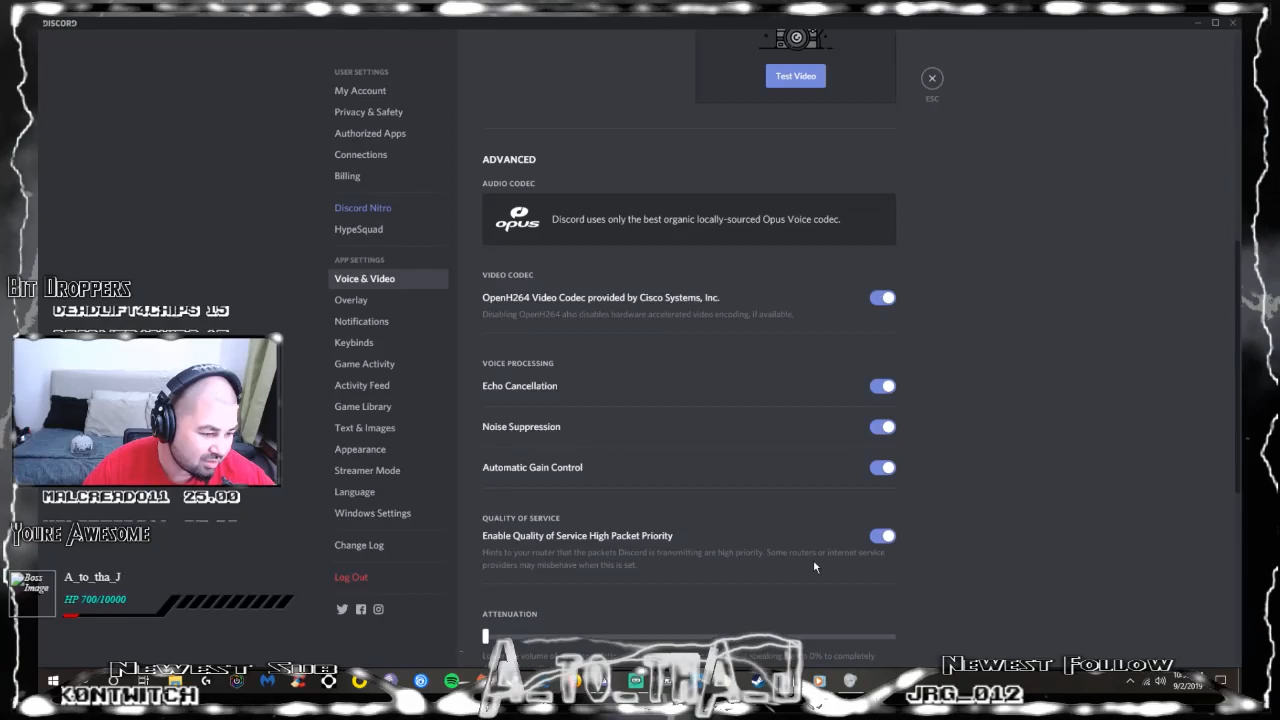 DISCORD
USER SETTINGS
My Account
Privacy & Safety
Authorized Apps
Connections
Billing
Discord Nitro
HypeSquad
APP SETTINGS
Voice & Video
Overlay
Notifications
Keybinds
Game Activity
Activity Feed
Game Library
Text & Images
Appearance
Streamer Mode
Language
Windows Settings
Change Log
Log Out
Test Video
ESC
ADVANCED
AUDIO CODEC
opus
Discord uses only the best organic locally-sourced Opus Voice codec.
VIDEO CODEC
OpenH264 Video Codec provided by Cisco Systems, Inc.
Disabling OpenH264 also disables hardware accelerated video encoding, if available.
VOICE PROCESSING
Echo Cancellation
Noise Suppression
Automatic Gain Control
QUALITY OF SERVICE
Enable Quality of Service High Packet Priority
Hints to your router that the packets Discord is transmitting are high priority. Some routers or internet service
providers may misbehave when this is set.
ATTENUATION
Bit Droppers
DEADLIFT4CHIPS 15
MALCREADO11 25.00
Youre Awesome
Boss
Image
A_to_tha_J
HP 700/10000
Newest Sub
KONTWITCH
A_to_thA_J
Newest Follow
JRG_012
9/2/2019